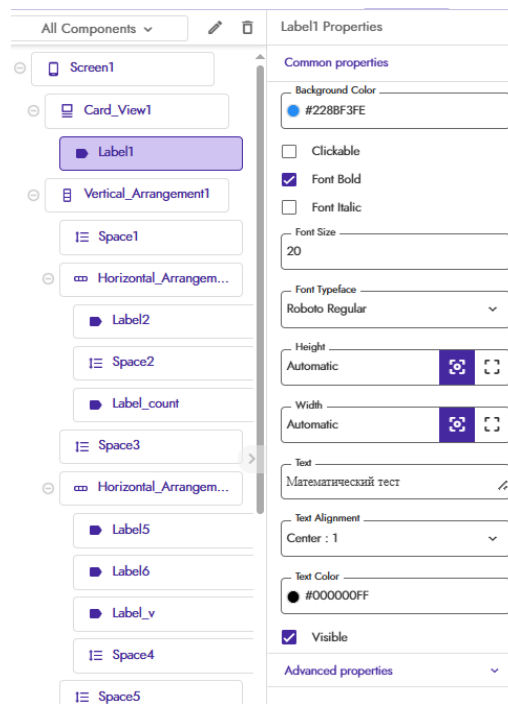 All Components
Screen1
Card_View1
Label1
Vertical_Arrangement1
Space1
Horizontal_Arrangem...
Label2
Space2
Label_count
Space3
Horizontal_Arrangem...
Label5
Label6
Label_v
Space4
Space5
Label1 Properties
Common properties
Background Color
#228BF3FE
Clickable
Font Bold
Font Italic
Font Size
20
Font Typeface
Roboto Regular
Height
Automatic
Width
Automatic
Text
Математический тест
Text Alignment
Center : 1
Text Color
#000000FF
Visible
Advanced properties